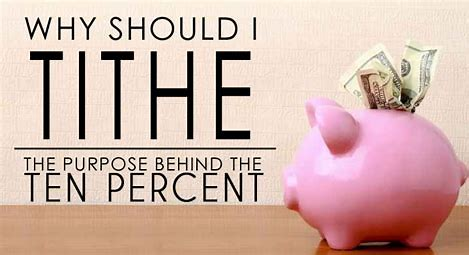 WHY SHOULD I
TITHE
THE PURPOSE BEHIND THE
TEN PERCENT